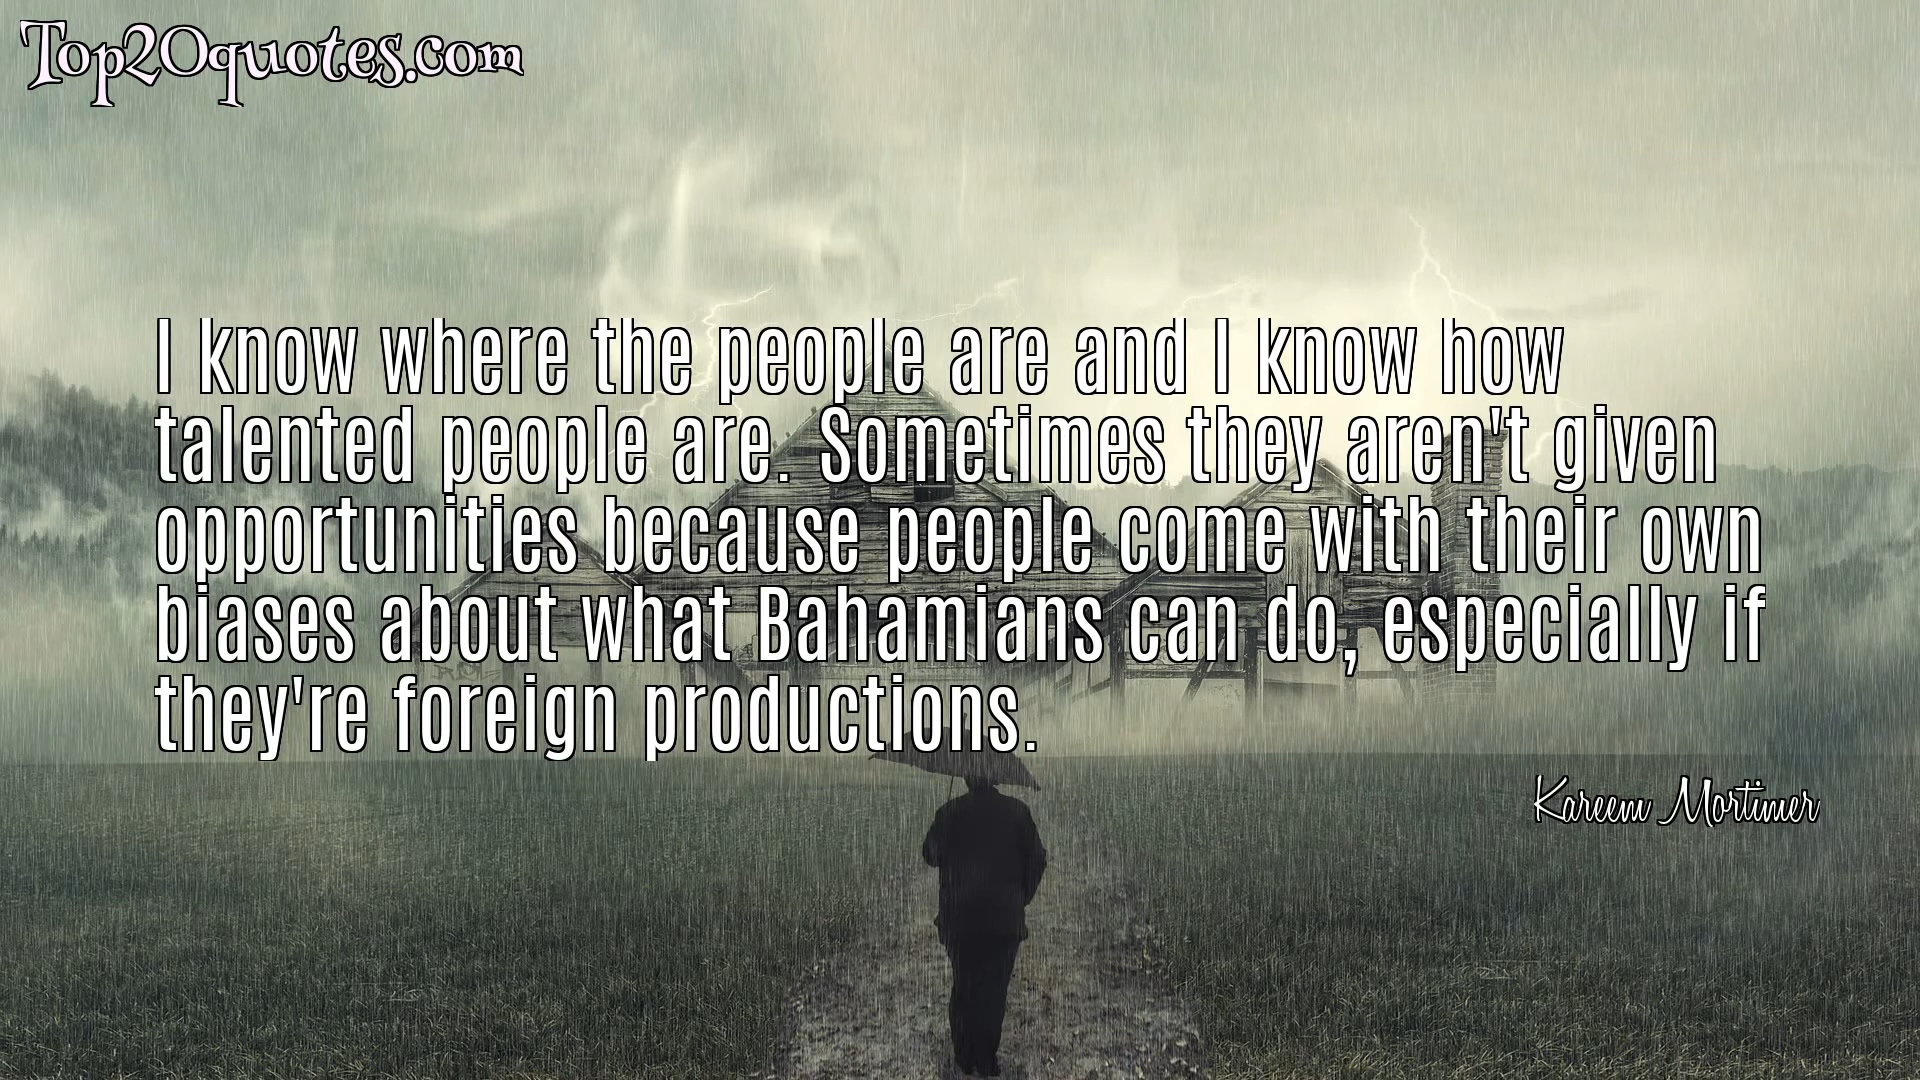 Top20quotes.com
I know where the people are and I know how
talented people are. Sometimes they aren't given
opportunities because people come with their own
biases about what Bahamians can do, especially if
they're foreign productions.
Kareem Mortimer